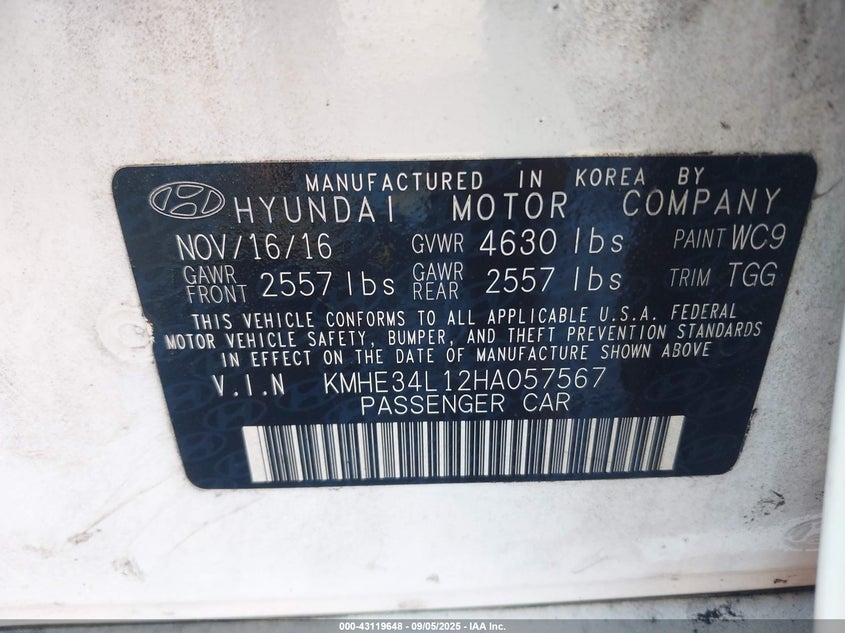 MANUFACTURED IN KOREA BY
HYUNDAI MOTOR COMPANY
NOV/16/16 GVWR 4630 lbs PAINT WC9
GAWR FRONT 2557 lbs GAWR REAR 2557 lbs TRIM TGG
THIS VEHICLE CONFORMS TO ALL APPLICABLE U.S.A. FEDERAL
MOTOR VEHICLE SAFETY, BUMPER, AND THEFT PREVENTION STANDARDS
IN EFFECT ON THE DATE OF MANUFACTURE SHOWN ABOVE
V.I.N KMHE34L12HA057567
PASSENGER CAR
000-43119648 - 09/05/2025 - IAA Inc.